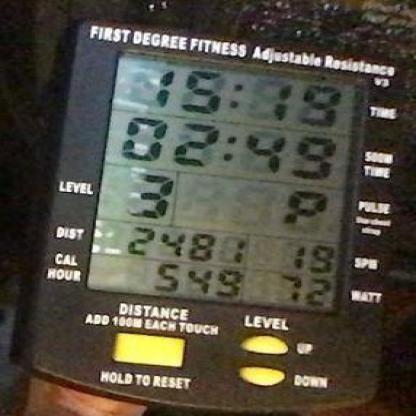 FIRST DEGREE FITNESS Adjustable Resistance
V3
15:19 TIME
02:49 500M TIME
LEVEL 3 P PULSE
DIST 2481 19 SPM
CAL HOUR 549 72 WATT
DISTANCE LEVEL
ADD 100M EACH TOUCH
UP
HOLD TO RESET DOWN